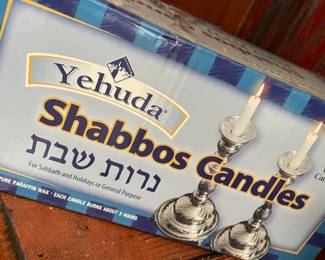 Yehuda®
Shabbos Candles
נרות שבת
For Sabbath and Holidays or General Purpose
PURE PARAFFIN WAX • EACH CANDLE BURNS ABOUT 3 HOURS